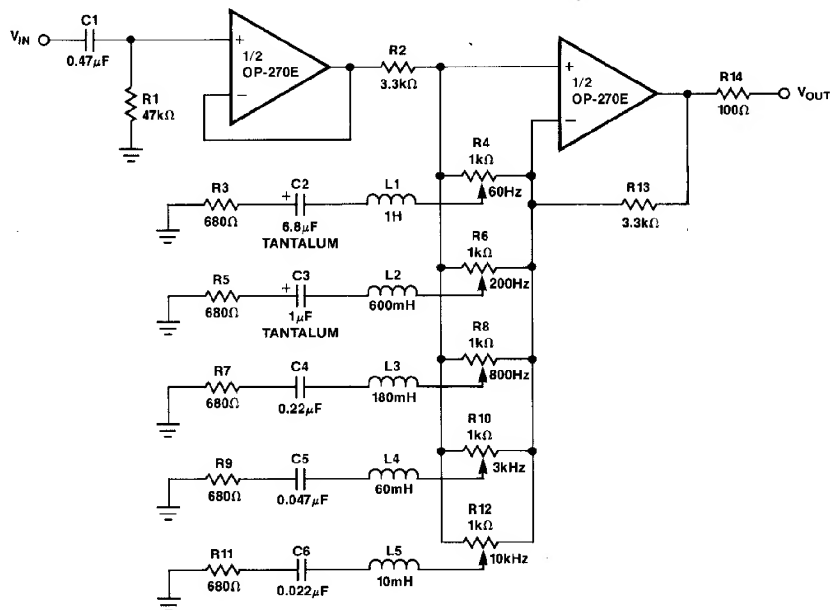 C1
VIN
0.47µF
R1
47kΩ
+
−
1/2
OP-270E
R2
3.3kΩ
+
−
1/2
OP-270E
R14
100Ω
VOUT
R13
3.3kΩ
R4
1kΩ
60Hz
R3
680Ω
+
C2
6.8µF
TANTALUM
L1
1H
R6
1kΩ
200Hz
R5
680Ω
+
C3
1µF
TANTALUM
L2
600mH
R8
1kΩ
800Hz
R7
680Ω
C4
0.22µF
L3
180mH
R10
1kΩ
3kHz
R9
680Ω
C5
0.047µF
L4
60mH
R12
1kΩ
10kHz
R11
680Ω
C6
0.022µF
L5
10mH